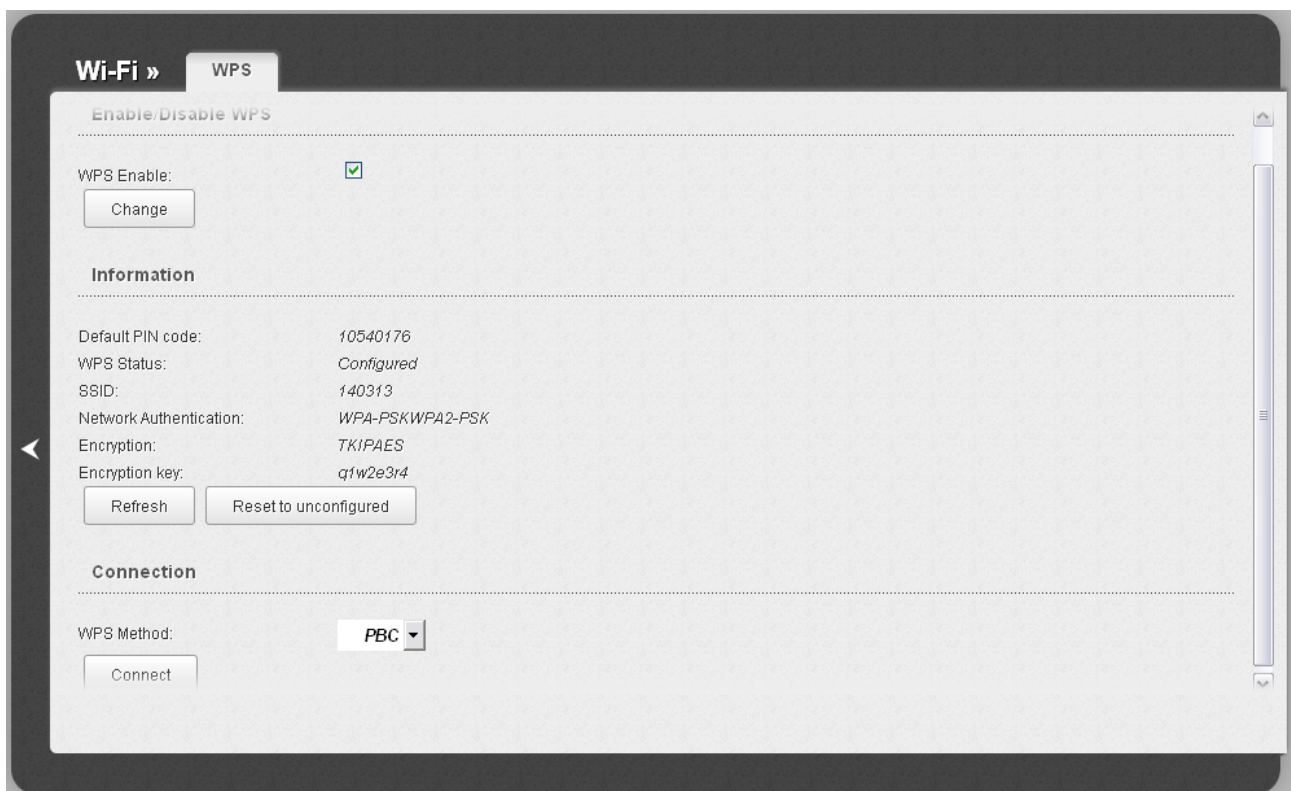 Wi-Fi » WPS
Enable/Disable WPS
WPS Enable:
Change
Information
Default PIN code: 10540176
WPS Status: Configured
SSID: 140313
Network Authentication: WPA-PSKWPA2-PSK
Encryption: TKIPAES
Encryption key: q1w2e3r4
Refresh Reset to unconfigured
Connection
WPS Method: PBC
Connect